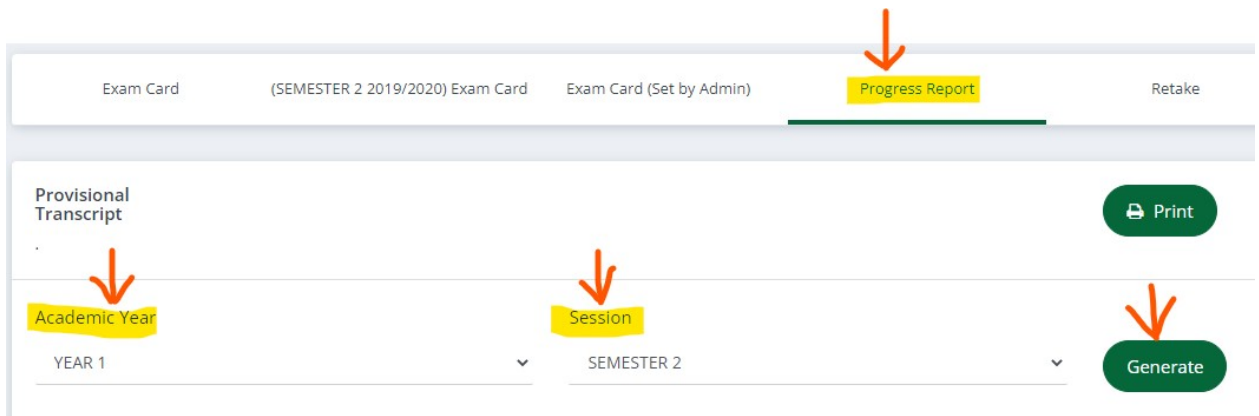 Exam Card (SEMESTER 2 2019/2020) Exam Card Exam Card (Set by Admin) Progress Report Retake
Provisional
Transcript
.
Print
Academic Year Session
YEAR 1 SEMESTER 2 Generate